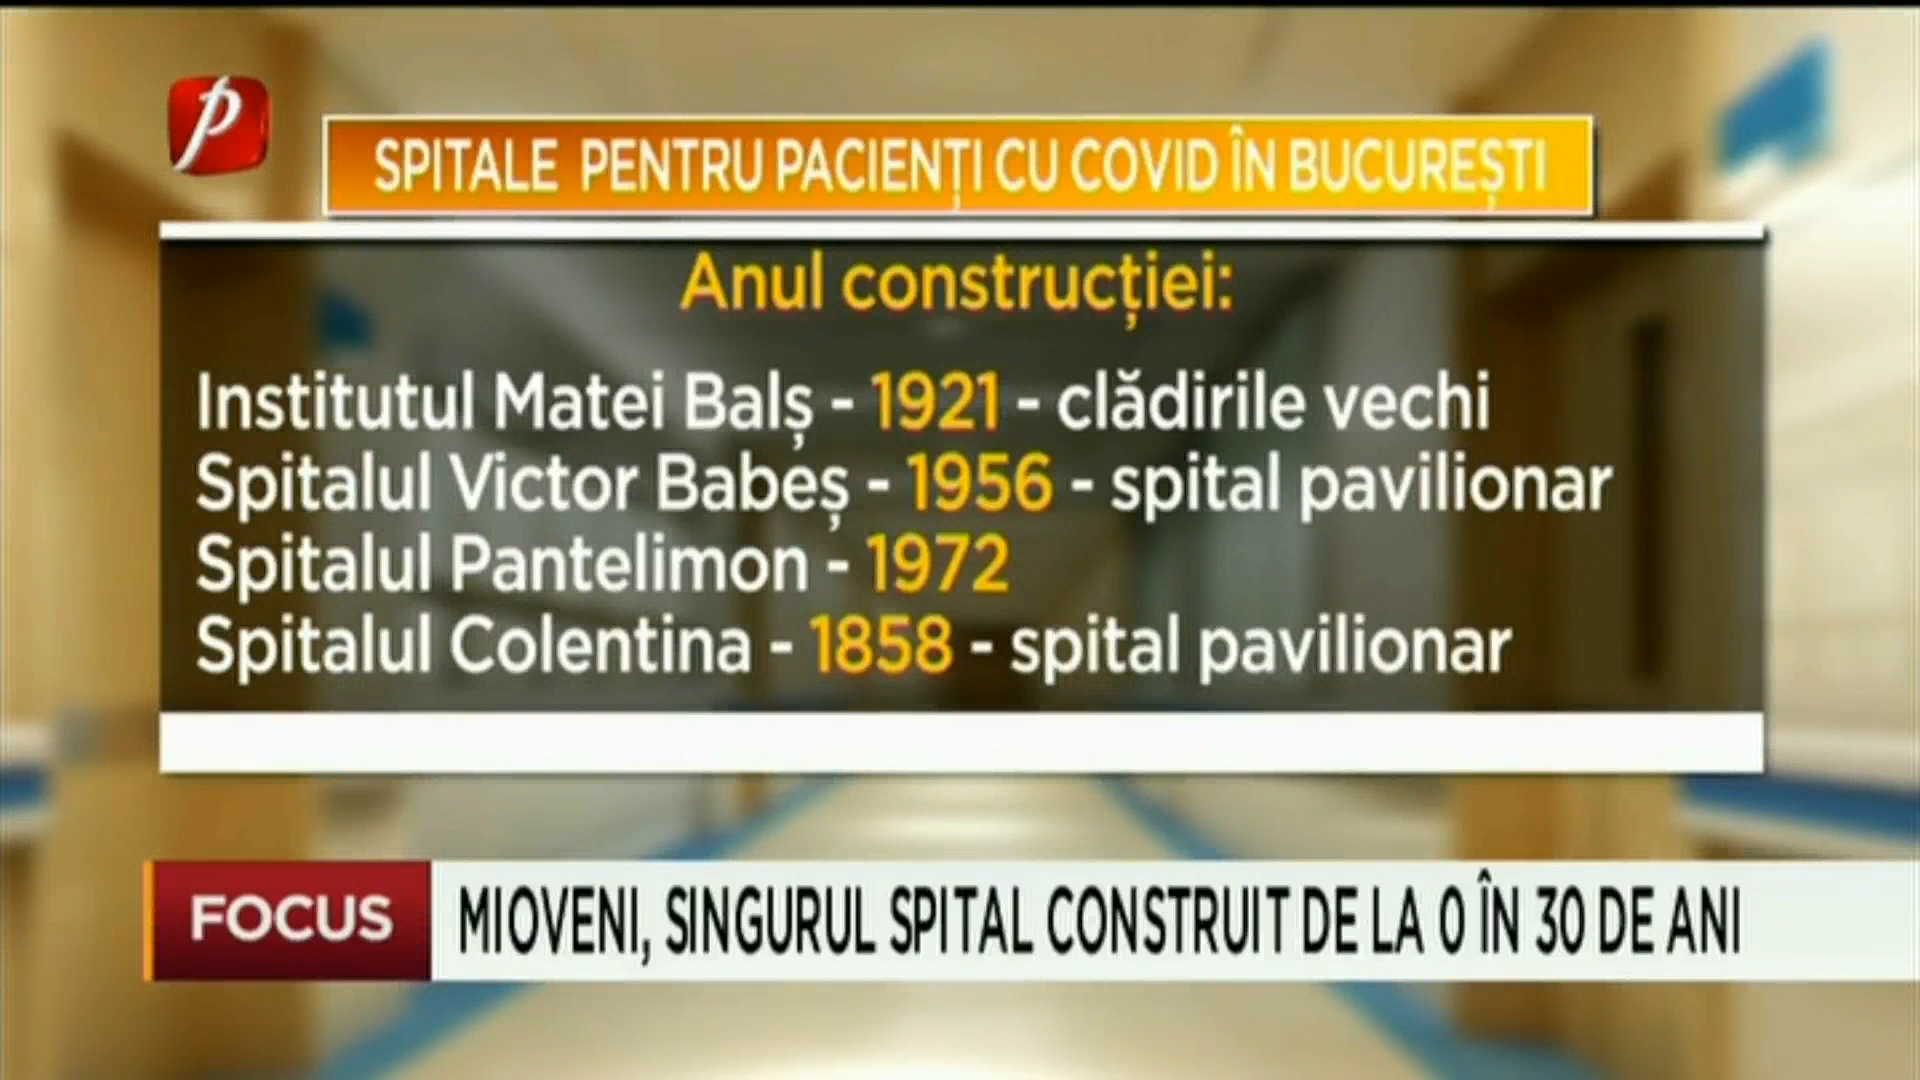 P
SPITALE PENTRU PACIENȚI CU COVID ÎN BUCUREȘTI
Anul construcției:
Institutul Matei Balș - 1921 - clădirile vechi
Spitalul Victor Babeș - 1956 - spital pavilionar
Spitalul Pantelimon - 1972
Spitalul Colentina - 1858 - spital pavilionar
FOCUS MIOVENI, SINGURUL SPITAL CONSTRUIT DE LA 0 ÎN 30 DE ANI